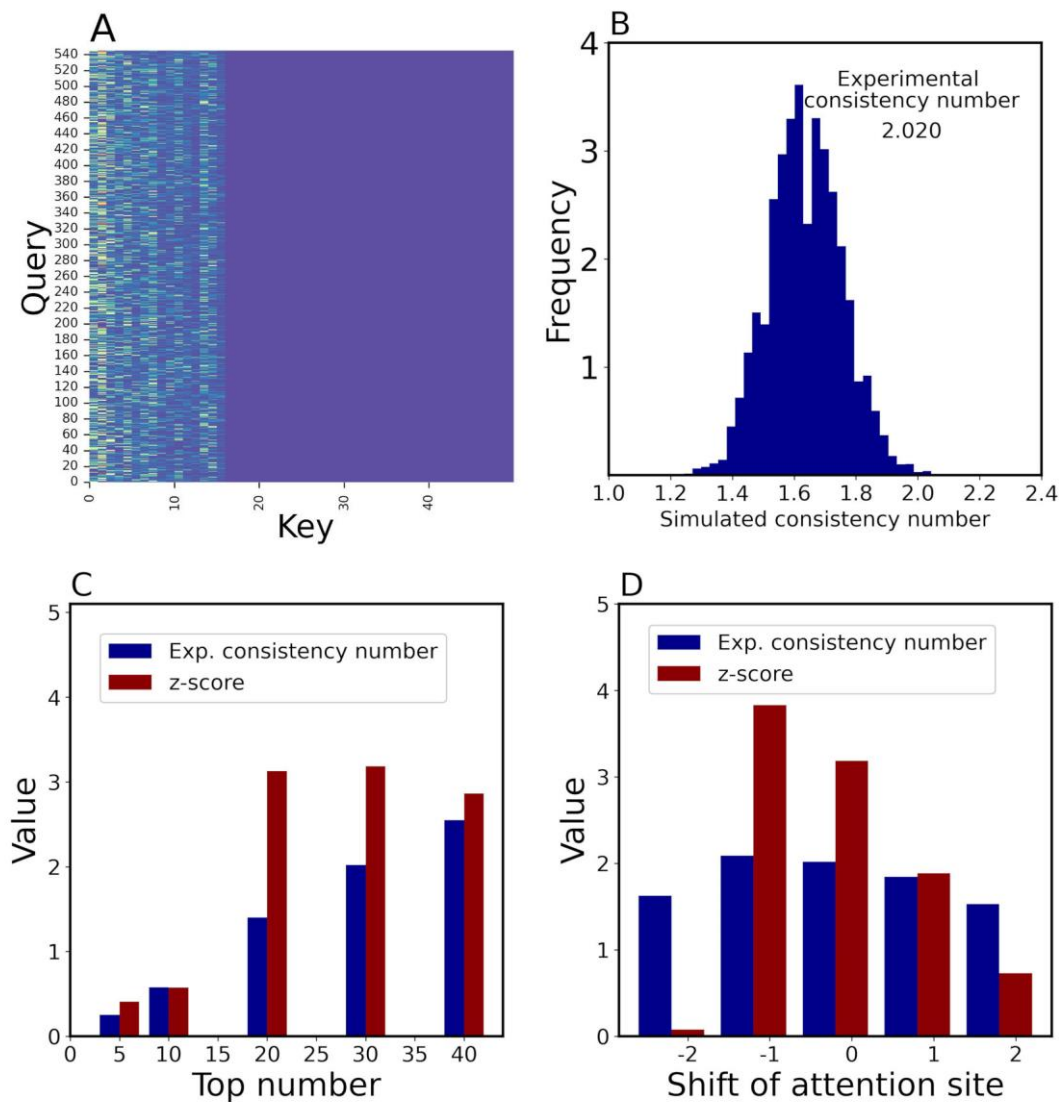 A
540
520
500
480
460
440
420
400
380
360
340
320
300
280
260
240
220
200
180
160
140
120
100
80
60
40
20
0
Query
0
10
20
30
40
Key
B
4
3
2
1
Frequency
Experimental
consistency number
2.020
1.0 1.2 1.4 1.6 1.8 2.0 2.2 2.4
Simulated consistency number
C
5
4
3
2
1
0
Value
Exp. consistency number
z-score
0 5 10 15 20 25 30 35 40
Top number
D
5
4
3
2
1
0
Value
Exp. consistency number
z-score
-2 -1 0 1 2
Shift of attention site